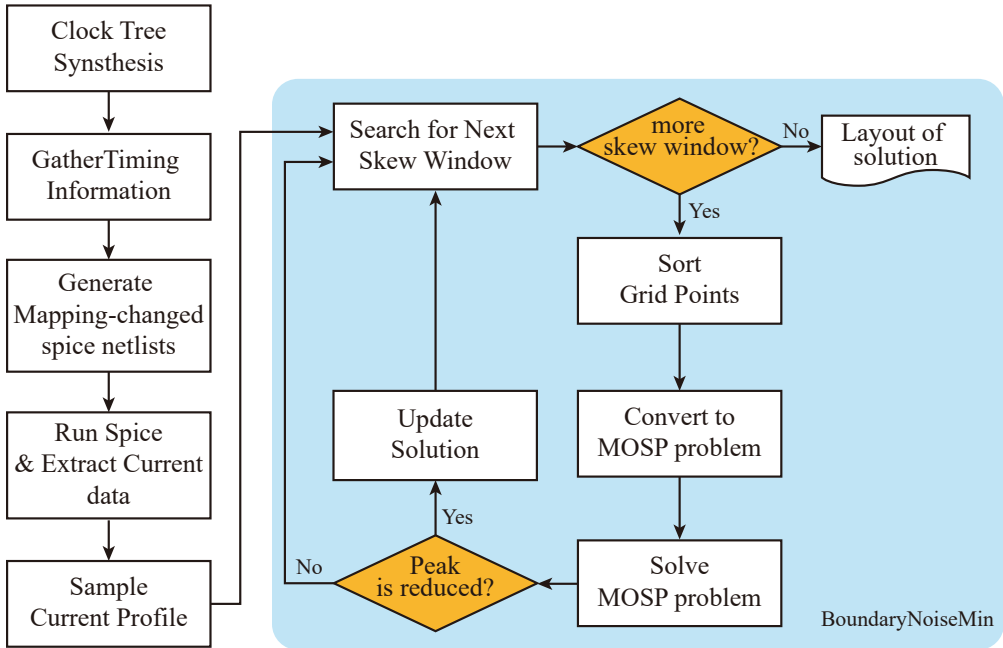 Clock Tree
Synsthesis
GatherTiming
Information
Generate
Mapping-changed
spice netlists
Run Spice
& Extract Current
data
Sample
Current Profile
Search for Next
Skew Window
more
skew window?
No
Layout of
solution
Yes
Sort
Grid Points
Convert to
MOSP problem
Solve
MOSP problem
Peak
is reduced?
No
Yes
Update
Solution
BoundaryNoiseMin